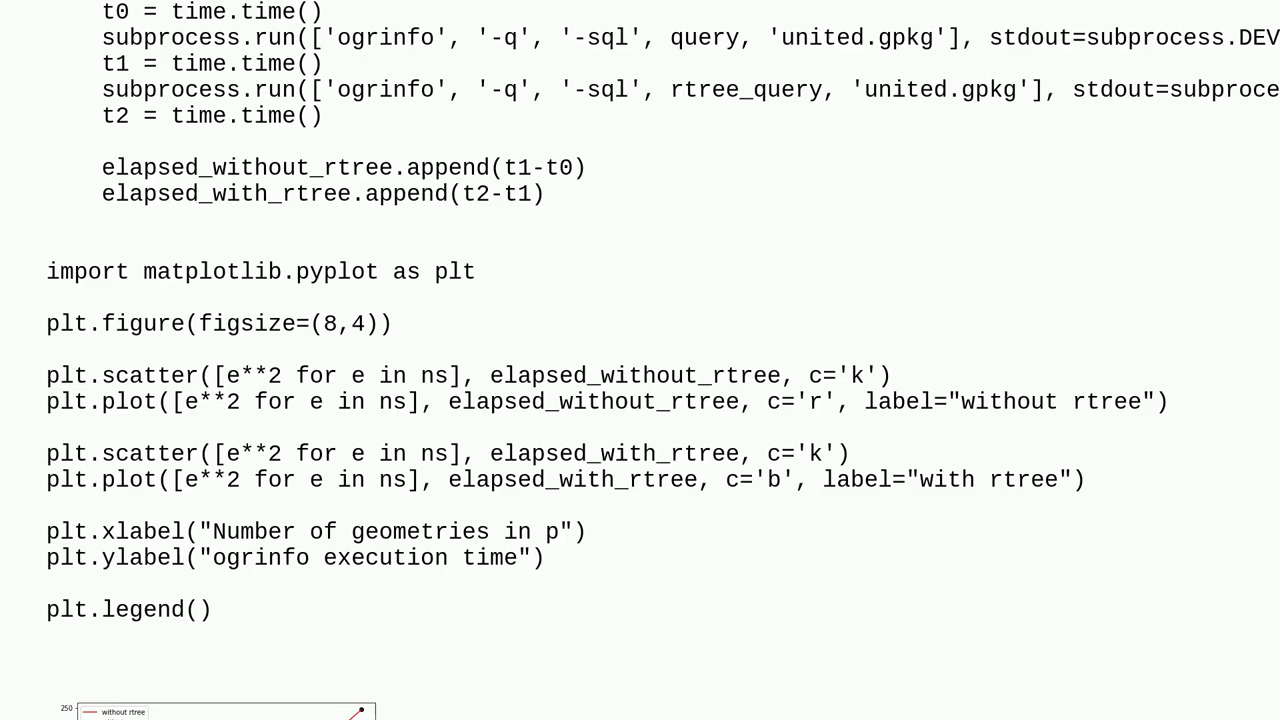 t0 = time.time()
subprocess.run(['ogrinfo', '-q', '-sql', query, 'united.gpkg'], stdout=subprocess.DEV
t1 = time.time()
subprocess.run(['ogrinfo', '-q', '-sql', rtree_query, 'united.gpkg'], stdout=subproce
t2 = time.time()
elapsed_without_rtree.append(t1-t0)
elapsed_with_rtree.append(t2-t1)
import matplotlib.pyplot as plt
plt.figure(figsize=(8,4))
plt.scatter([e**2 for e in ns], elapsed_without_rtree, c='k')
plt.plot([e**2 for e in ns], elapsed_without_rtree, c='r', label="without rtree")
plt.scatter([e**2 for e in ns], elapsed_with_rtree, c='k')
plt.plot([e**2 for e in ns], elapsed_with_rtree, c='b', label="with rtree")
plt.xlabel("Number of geometries in p")
plt.ylabel("ogrinfo execution time")
plt.legend()
250
without rtree